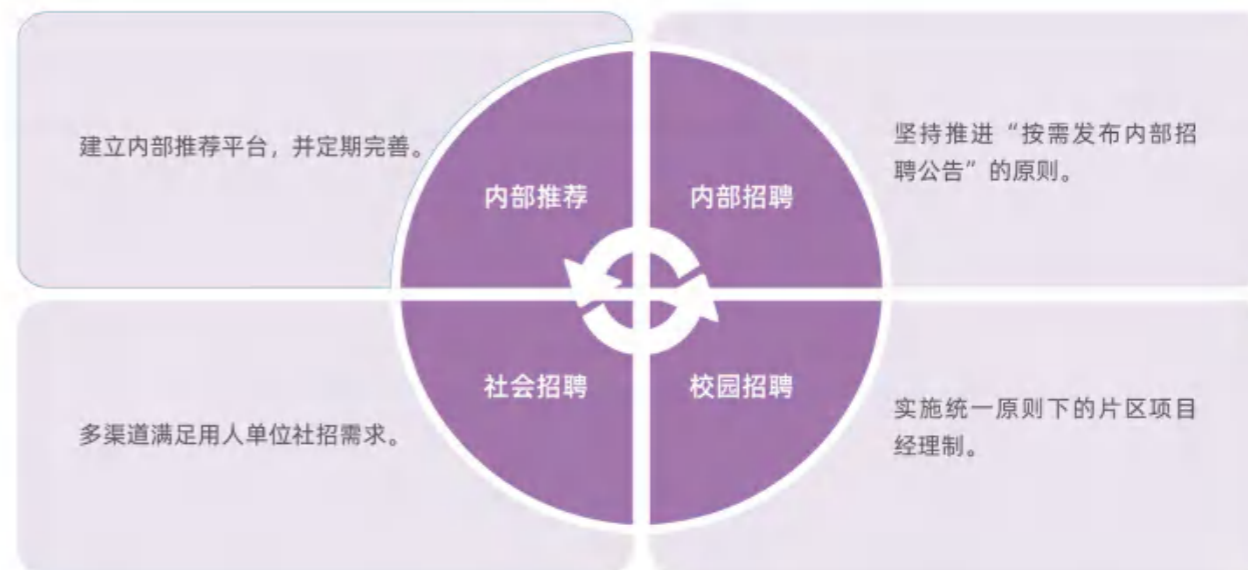 建立内部推荐平台，并定期完善。
内部推荐
内部招聘
坚持推进“按需发布内部招
聘公告”的原则。
多渠道满足用人单位社招需求。
社会招聘
校园招聘
实施统一原则下的片区项目
经理制。